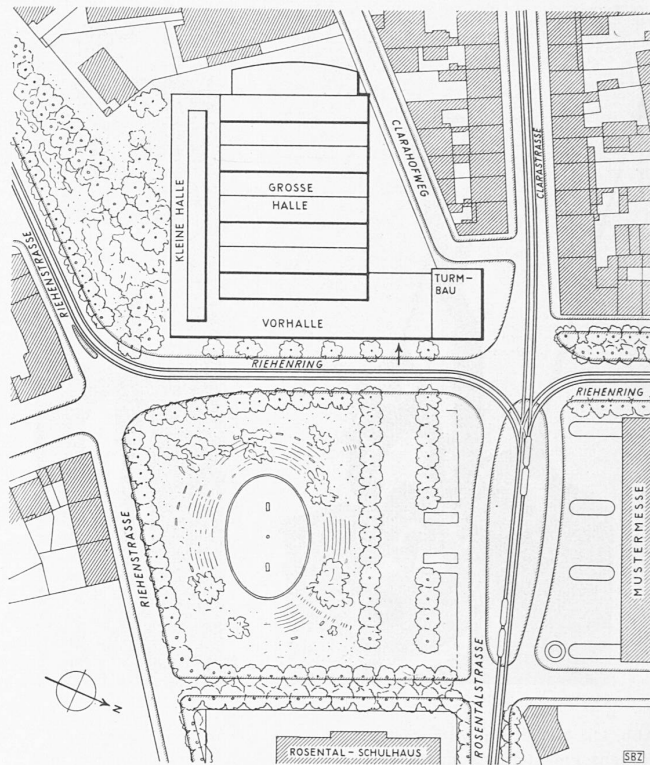 CLARAHOFWEG
CLARASTRASSE
KLEINE HALLE
GROSSE
HALLE
RIEHENSTRASSE
TURM-
BAU
VORHALLE
RIEHENRING
RIEHENRING
MUSTERMESSE
RIEHENSTRASSE
ROSENTALSTRASSE
N
ROSENTAL-SCHULHAUS
SBZ